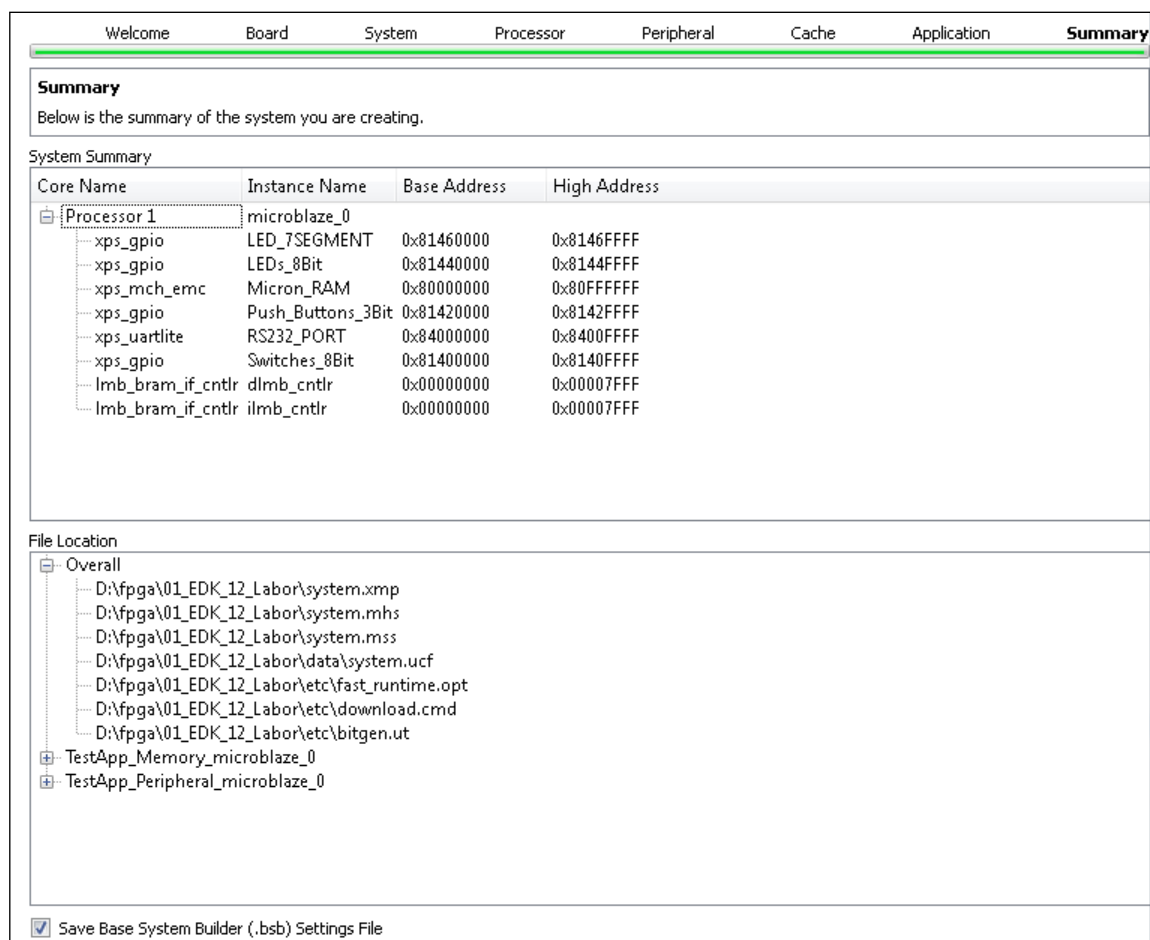 Welcome Board System Processor Peripheral Cache Application Summary
Summary
Below is the summary of the system you are creating.
System Summary
Core Name Instance Name Base Address High Address
Processor 1 microblaze_0
xps_gpio LED_7SEGMENT 0x81460000 0x8146FFFF
xps_gpio LEDs_8Bit 0x81440000 0x8144FFFF
xps_mch_emc Micron_RAM 0x80000000 0x80FFFFFF
xps_gpio Push_Buttons_3Bit 0x81420000 0x8142FFFF
xps_uartlite RS232_PORT 0x84000000 0x8400FFFF
xps_gpio Switches_8Bit 0x81400000 0x8140FFFF
lmb_bram_if_cntlr dlmb_cntlr 0x00000000 0x00007FFF
lmb_bram_if_cntlr ilmb_cntlr 0x00000000 0x00007FFF
File Location
Overall
D:\fpga\01_EDK_12_Labor\system.xmp
D:\fpga\01_EDK_12_Labor\system.mhs
D:\fpga\01_EDK_12_Labor\system.mss
D:\fpga\01_EDK_12_Labor\data\system.ucf
D:\fpga\01_EDK_12_Labor\etc\fast_runtime.opt
D:\fpga\01_EDK_12_Labor\etc\download.cmd
D:\fpga\01_EDK_12_Labor\etc\bitgen.ut
TestApp_Memory_microblaze_0
TestApp_Peripheral_microblaze_0
Save Base System Builder (.bsb) Settings File